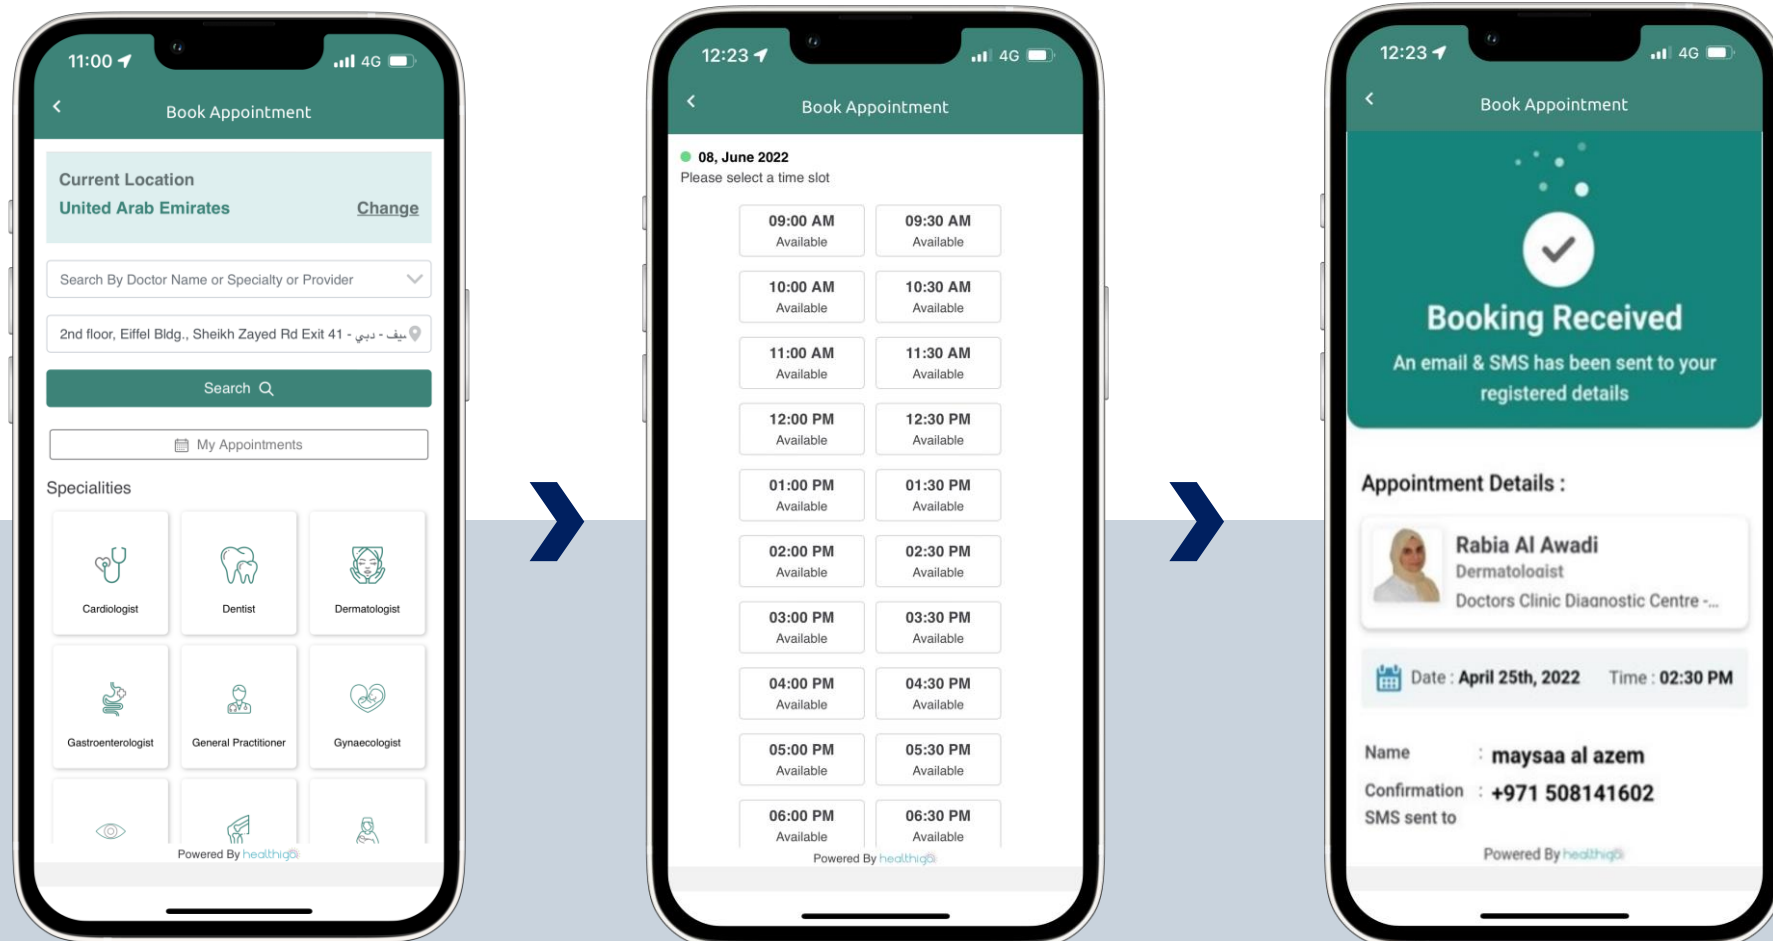 11:00
4G
Book Appointment
Current Location
United Arab Emirates
Change
Search By Doctor Name or Specialty or Provider
2nd floor, Eiffel Bldg., Sheikh Zayed Rd Exit 41 - يف - دبي
Search
My Appointments
Specialities
Cardiologist
Dentist
Dermatologist
Gastroenterologist
General Practitioner
Gynaecologist
Powered By healthigo
12:23
4G
Book Appointment
08, June 2022
Please select a time slot
09:00 AM
Available
09:30 AM
Available
10:00 AM
Available
10:30 AM
Available
11:00 AM
Available
11:30 AM
Available
12:00 PM
Available
12:30 PM
Available
01:00 PM
Available
01:30 PM
Available
02:00 PM
Available
02:30 PM
Available
03:00 PM
Available
03:30 PM
Available
04:00 PM
Available
04:30 PM
Available
05:00 PM
Available
05:30 PM
Available
06:00 PM
Available
06:30 PM
Available
Powered By healthigo
12:23
4G
Book Appointment
Booking Received
An email & SMS has been sent to your
registered details
Appointment Details :
Rabia Al Awadi
Dermatologist
Doctors Clinic Diagnostic Centre -...
Date : April 25th, 2022
Time : 02:30 PM
Name : maysaa al azem
Confirmation : +971 508141602
SMS sent to
Powered By healthigo